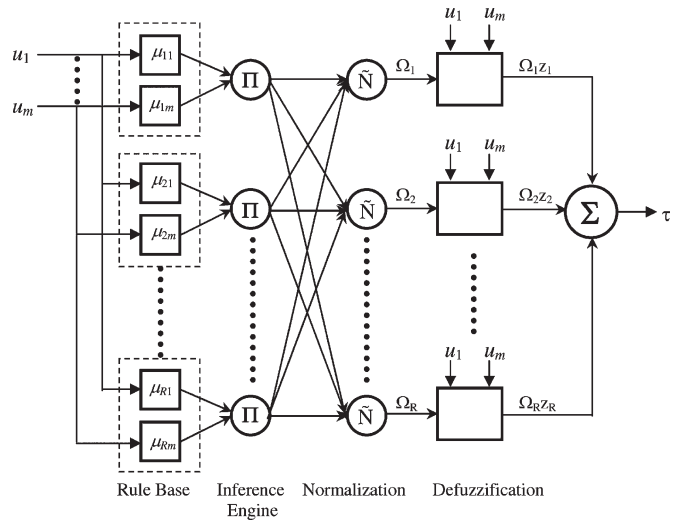 u1 um
u1 μ11 Π Ñ Ω1 Ω1z1
um μ1m
u1 um
μ21 Π Ñ Ω2 Ω2z2 Σ τ
μ2m
u1 um
μR1 Π Ñ ΩR ΩRzR
μRm
Rule Base Inference Normalization Defuzzification
Engine